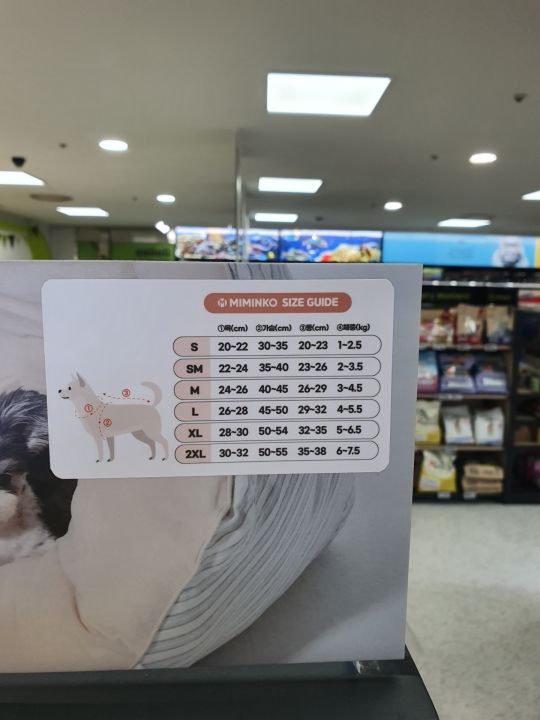 MIMINKO SIZE GUIDE
①목(cm) ②가슴(cm) ③등(cm) ④체중(kg)
S 20~22 30~35 20~23 1~2.5
SM 22~24 35~40 23~26 2~3.5
M 24~26 40~45 26~29 3~4.5
L 26~28 45~50 29~32 4~5.5
XL 28~30 50~54 32~35 5~6.5
2XL 30~32 50~55 35~38 6~7.5
③
①
②